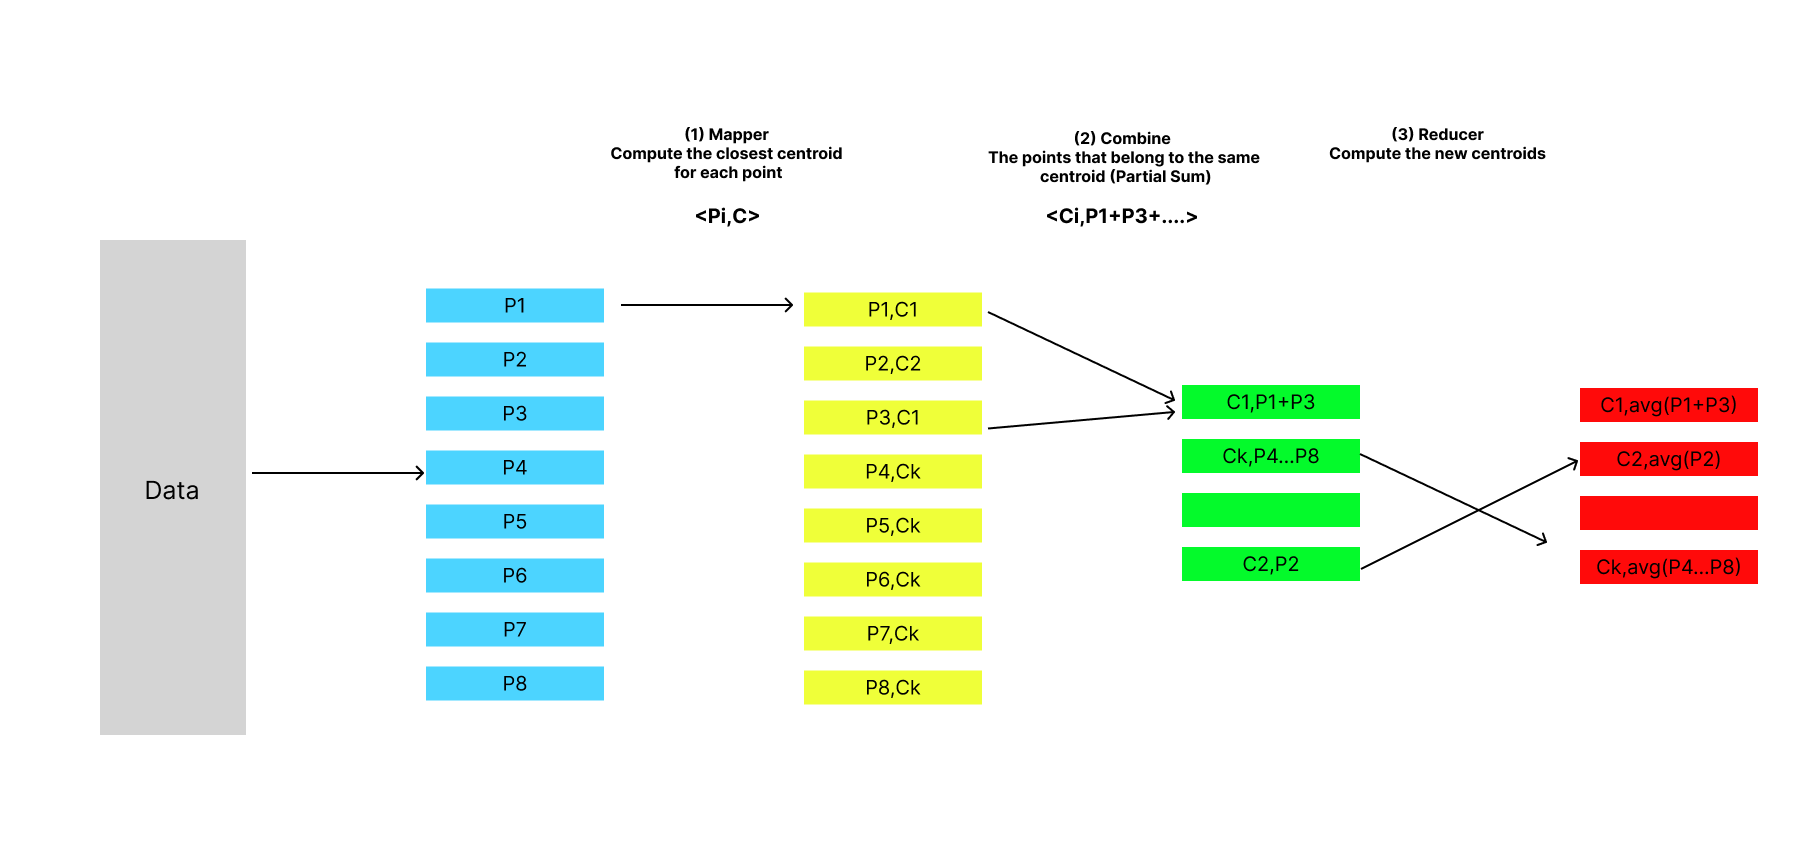 (1) Mapper
Compute the closest centroid
for each point
<Pi,C>
(2) Combine
The points that belong to the same
centroid (Partial Sum)
<Ci,P1+P3+....>
(3) Reducer
Compute the new centroids
Data
P1
P2
P3
P4
P5
P6
P7
P8
P1,C1
P2,C2
P3,C1
P4,Ck
P5,Ck
P6,Ck
P7,Ck
P8,Ck
C1,P1+P3
Ck,P4...P8
C2,P2
C1,avg(P1+P3)
C2,avg(P2)
Ck,avg(P4...P8)